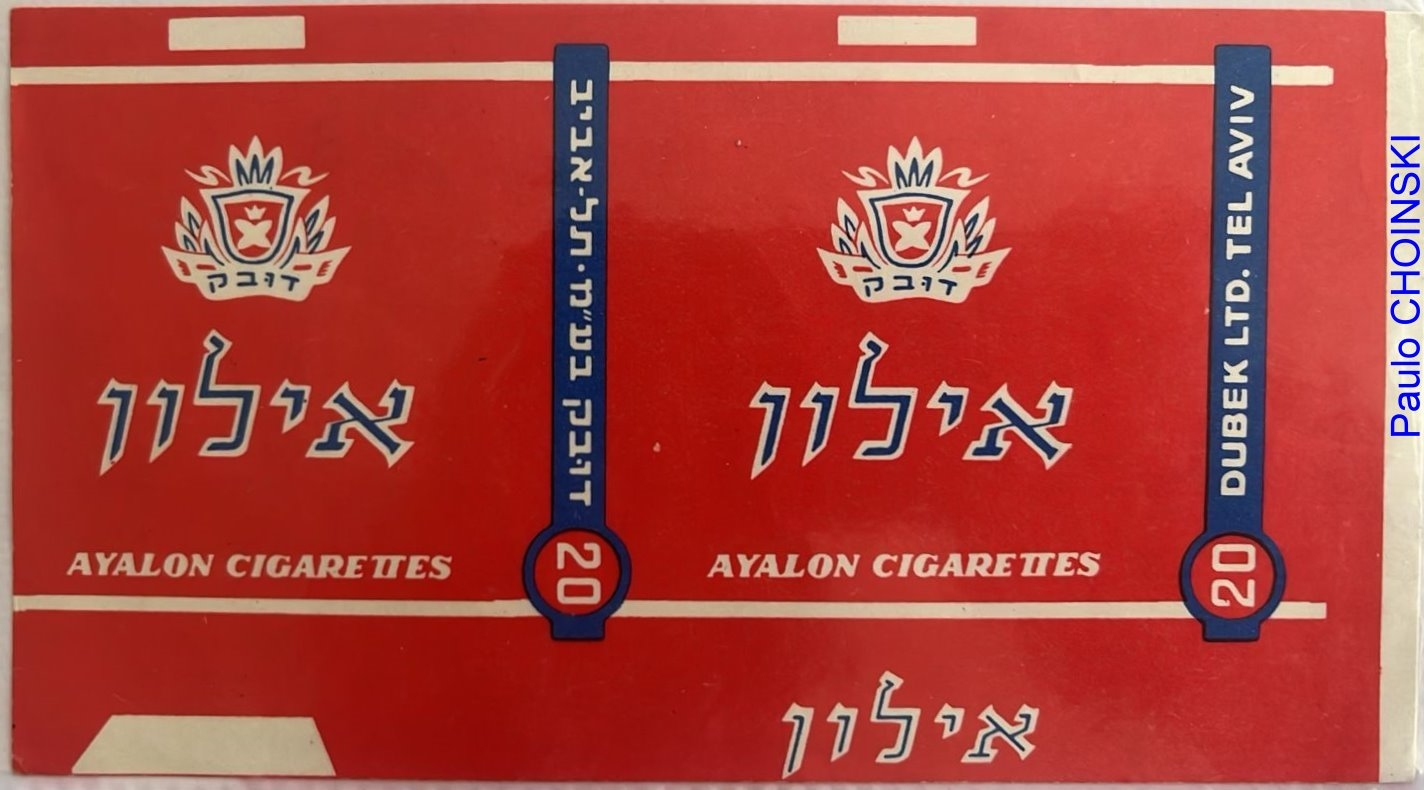 דובק
אילון
AYALON CIGARETTES
דובק בע"מ·תל-אביב
20
דובק
אילון
AYALON CIGARETTES
DUBEK LTD. TEL AVIV
20
אילון
Paulo CHOINSKI